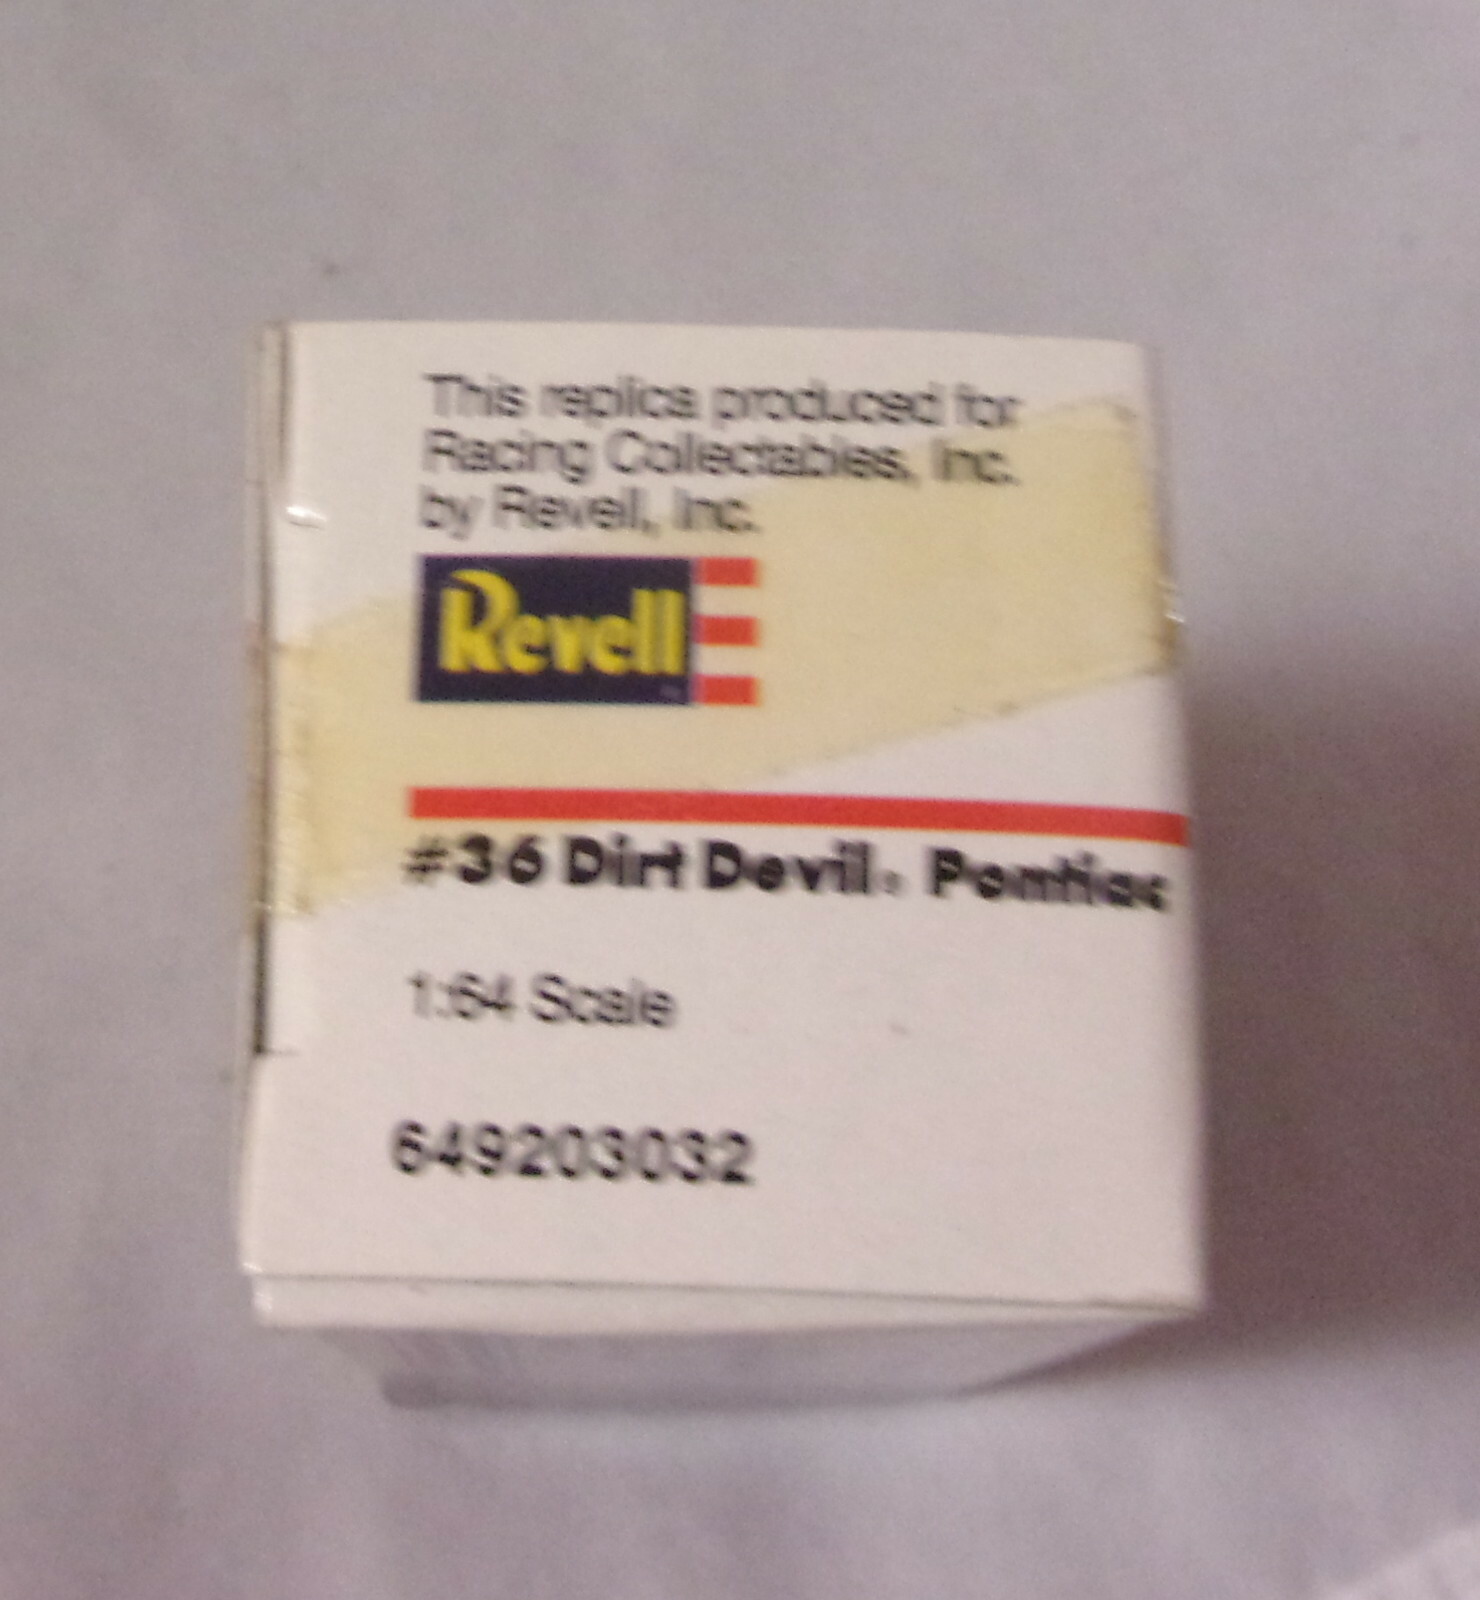 This replica produced for
Racing Collectables, Inc.
by Revell, Inc.
Revell
#36 Dirt Devil® Pontiac
1:64 Scale
649203032